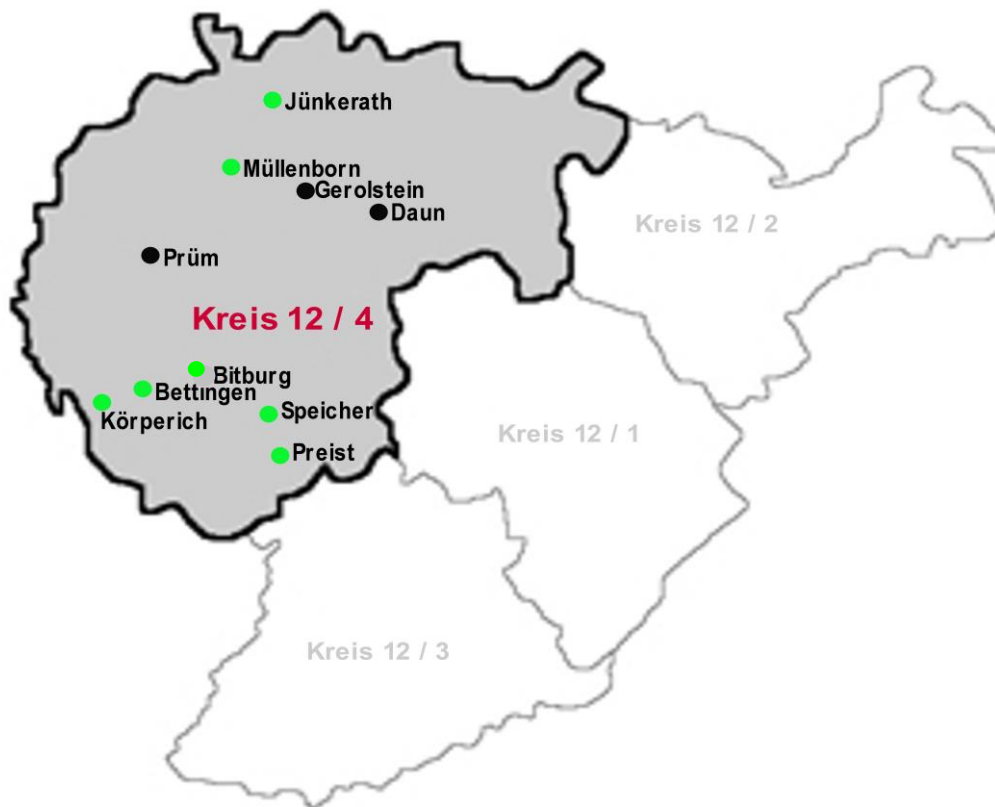 Jünkerath
Müllenborn
Gerolstein
Daun
Kreis 12 / 2
Prüm
Kreis 12 / 4
Bitburg
Bettingen
Körperich
Speicher
Kreis 12 / 1
Preist
Kreis 12 / 3